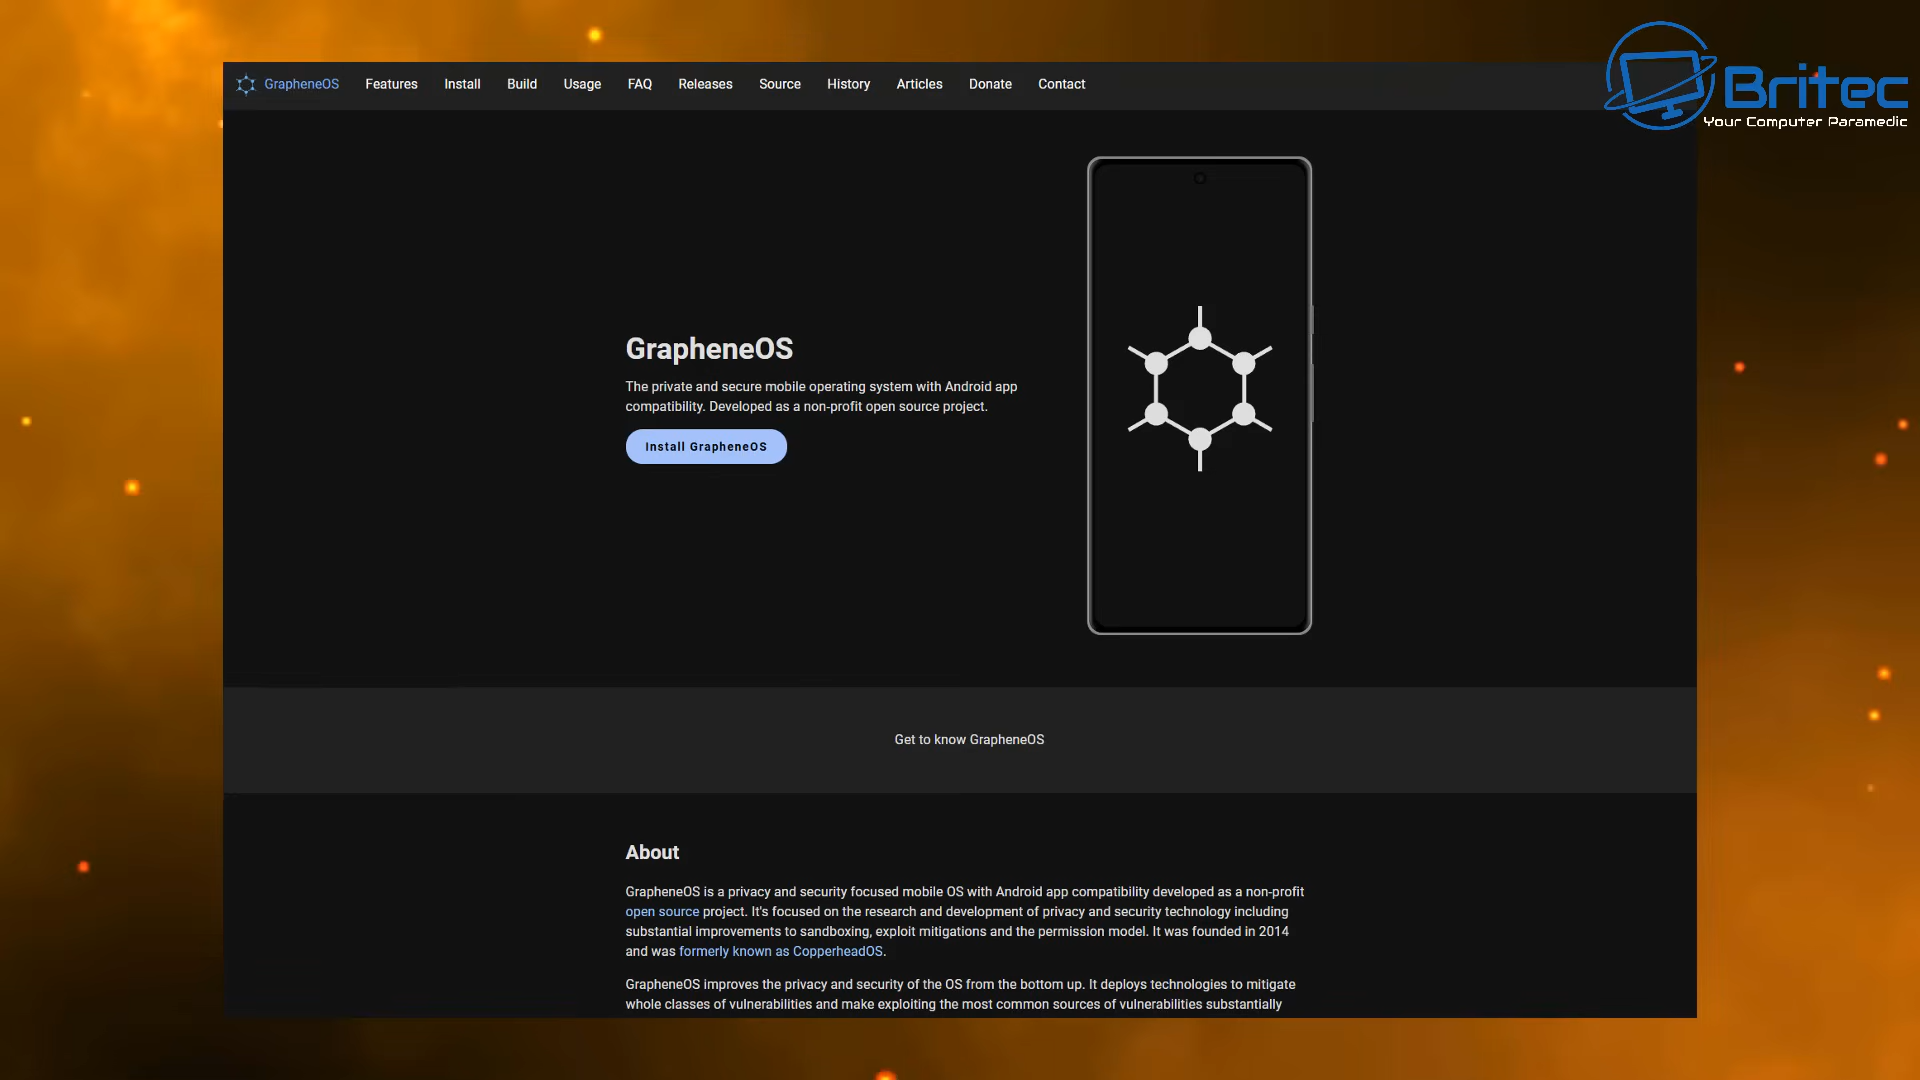 GrapheneOS Features Install Build Usage FAQ Releases Source History Articles Donate Contact
Britec
Your Computer Paramedic
GrapheneOS
The private and secure mobile operating system with Android app
compatibility. Developed as a non-profit open source project.
Install GrapheneOS
Get to know GrapheneOS
About
GrapheneOS is a privacy and security focused mobile OS with Android app compatibility developed as a non-profit
open source project. It's focused on the research and development of privacy and security technology including
substantial improvements to sandboxing, exploit mitigations and the permission model. It was founded in 2014
and was formerly known as CopperheadOS.
GrapheneOS improves the privacy and security of the OS from the bottom up. It deploys technologies to mitigate
whole classes of vulnerabilities and make exploiting the most common sources of vulnerabilities substantially